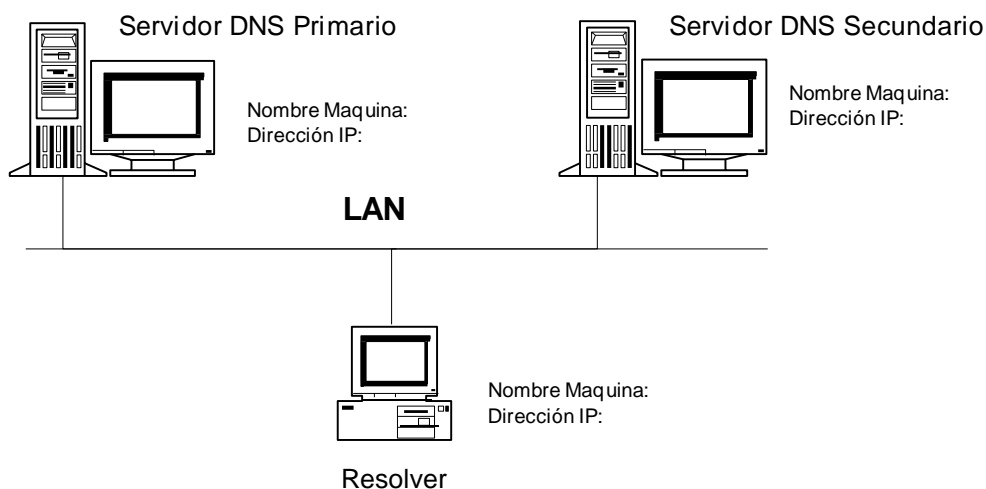 Servidor DNS Primario
Servidor DNS Secundario
Nombre Maquina:
Dirección IP:
Nombre Maquina:
Dirección IP:
LAN
Nombre Maquina:
Dirección IP:
Resolver